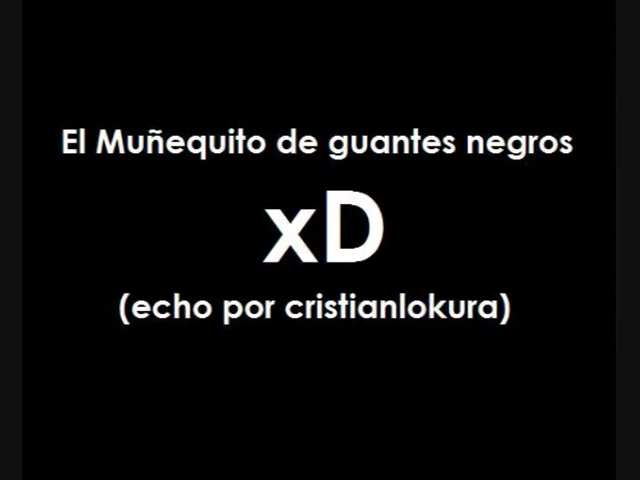 El Muñequito de guantes negros
xD
(echo por cristianlokura)